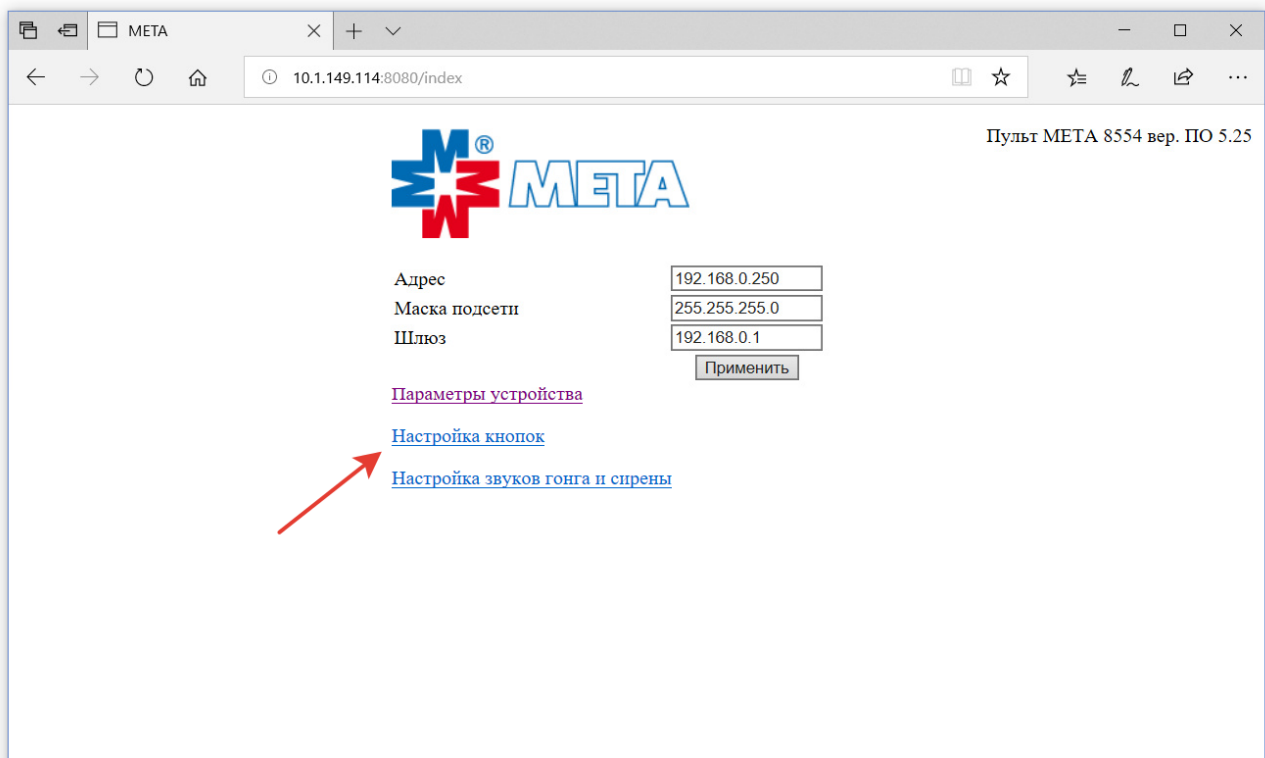 META
10.1.149.114:8080/index
Пульт МЕТА 8554 вер. ПО 5.25
® МЕТА
Адрес 192.168.0.250
Маска подсети 255.255.255.0
Шлюз 192.168.0.1
Применить
Параметры устройства
Настройка кнопок
Настройка звуков гонга и сирены